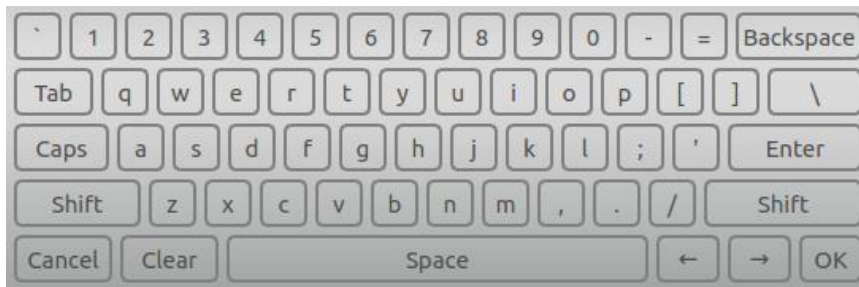 ` 1 2 3 4 5 6 7 8 9 0 - = Backspace
Tab q w e r t y u i o p [ ] \
Caps a s d f g h j k l ; ' Enter
Shift z x c v b n m , . / Shift
Cancel Clear Space ← → OK